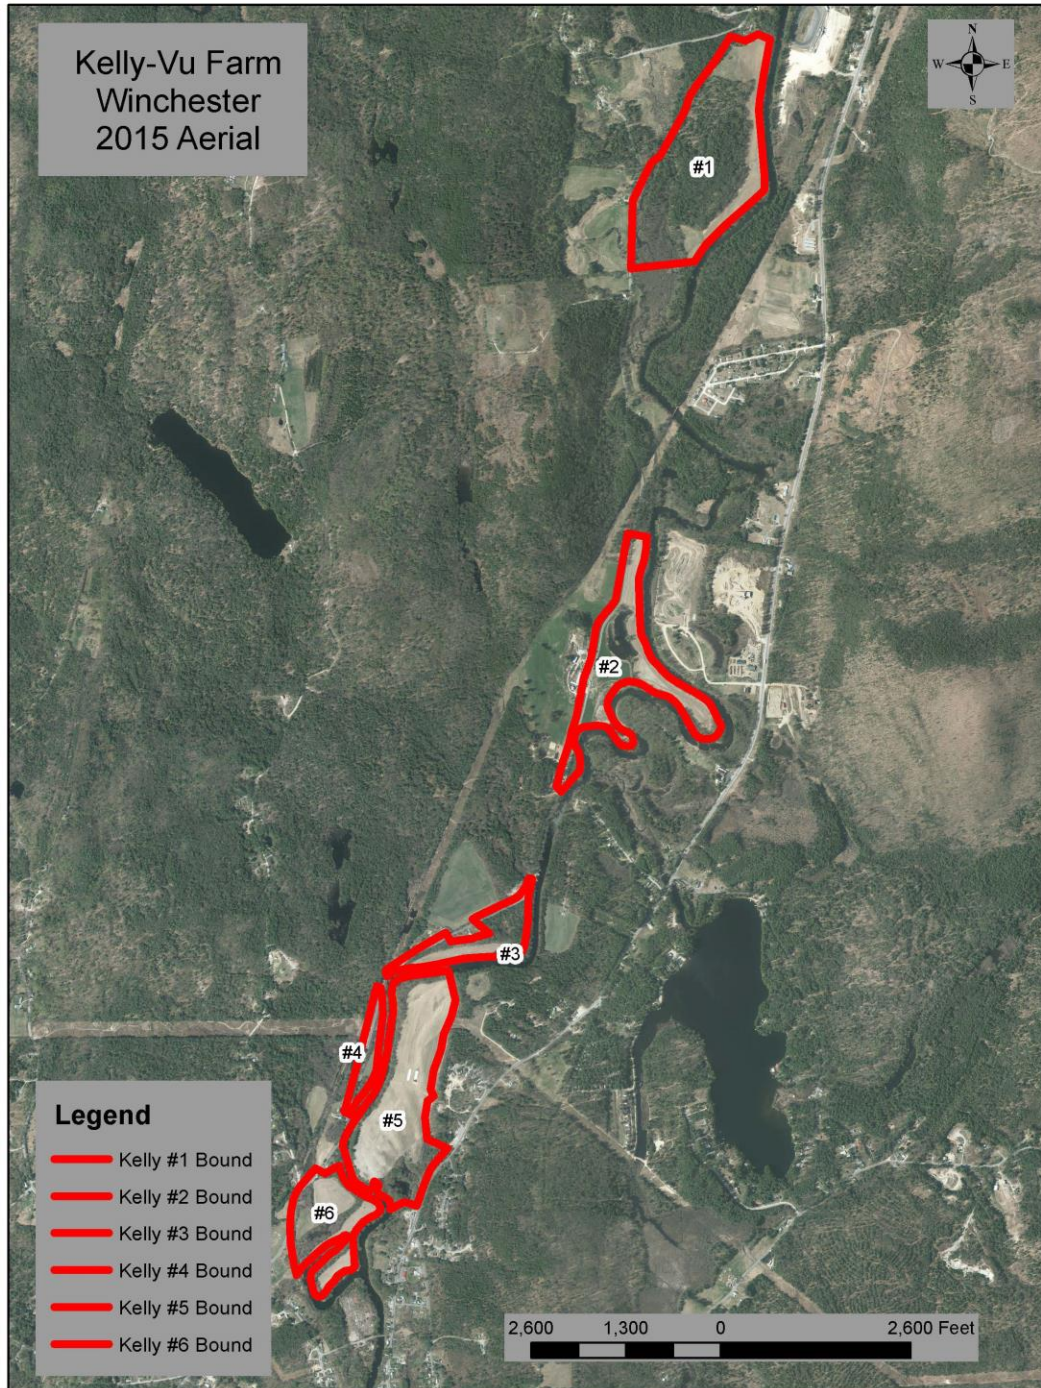 Kelly-Vu Farm
Winchester
2015 Aerial
N
W E
S
#1
#2
#3
#4
#5
#6
Legend
Kelly #1 Bound
Kelly #2 Bound
Kelly #3 Bound
Kelly #4 Bound
Kelly #5 Bound
Kelly #6 Bound
2,600 1,300 0 2,600 Feet